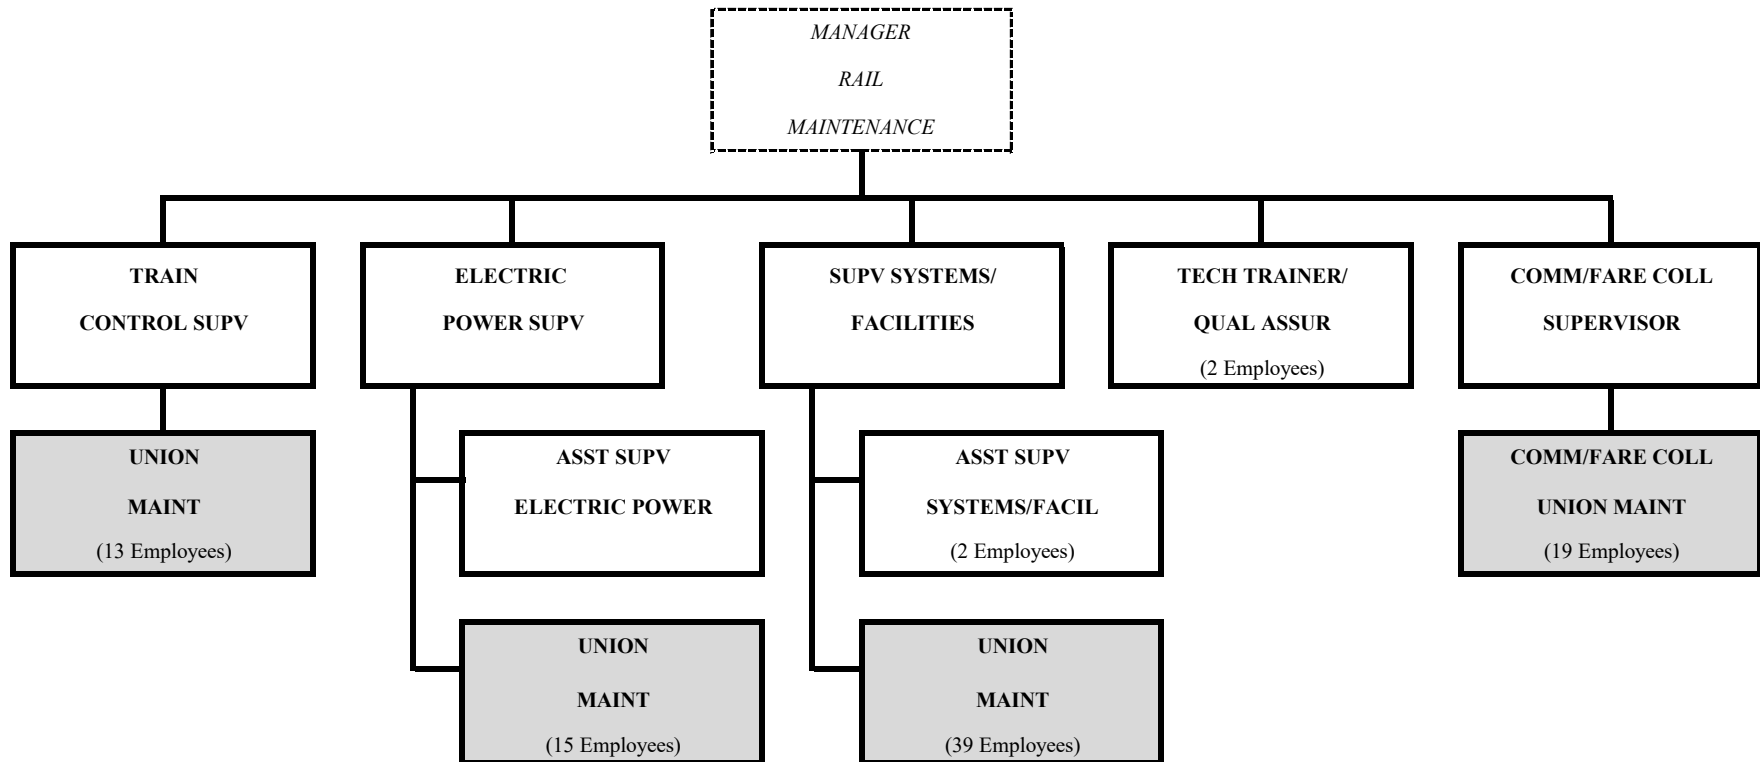 MANAGER
RAIL
MAINTENANCE
TRAIN
CONTROL SUPV
ELECTRIC
POWER SUPV
SUPV SYSTEMS/
FACILITIES
TECH TRAINER/
QUAL ASSUR
(2 Employees)
COMM/FARE COLL
SUPERVISOR
UNION
MAINT
(13 Employees)
ASST SUPV
ELECTRIC POWER
ASST SUPV
SYSTEMS/FACIL
(2 Employees)
COMM/FARE COLL
UNION MAINT
(19 Employees)
UNION
MAINT
(15 Employees)
UNION
MAINT
(39 Employees)